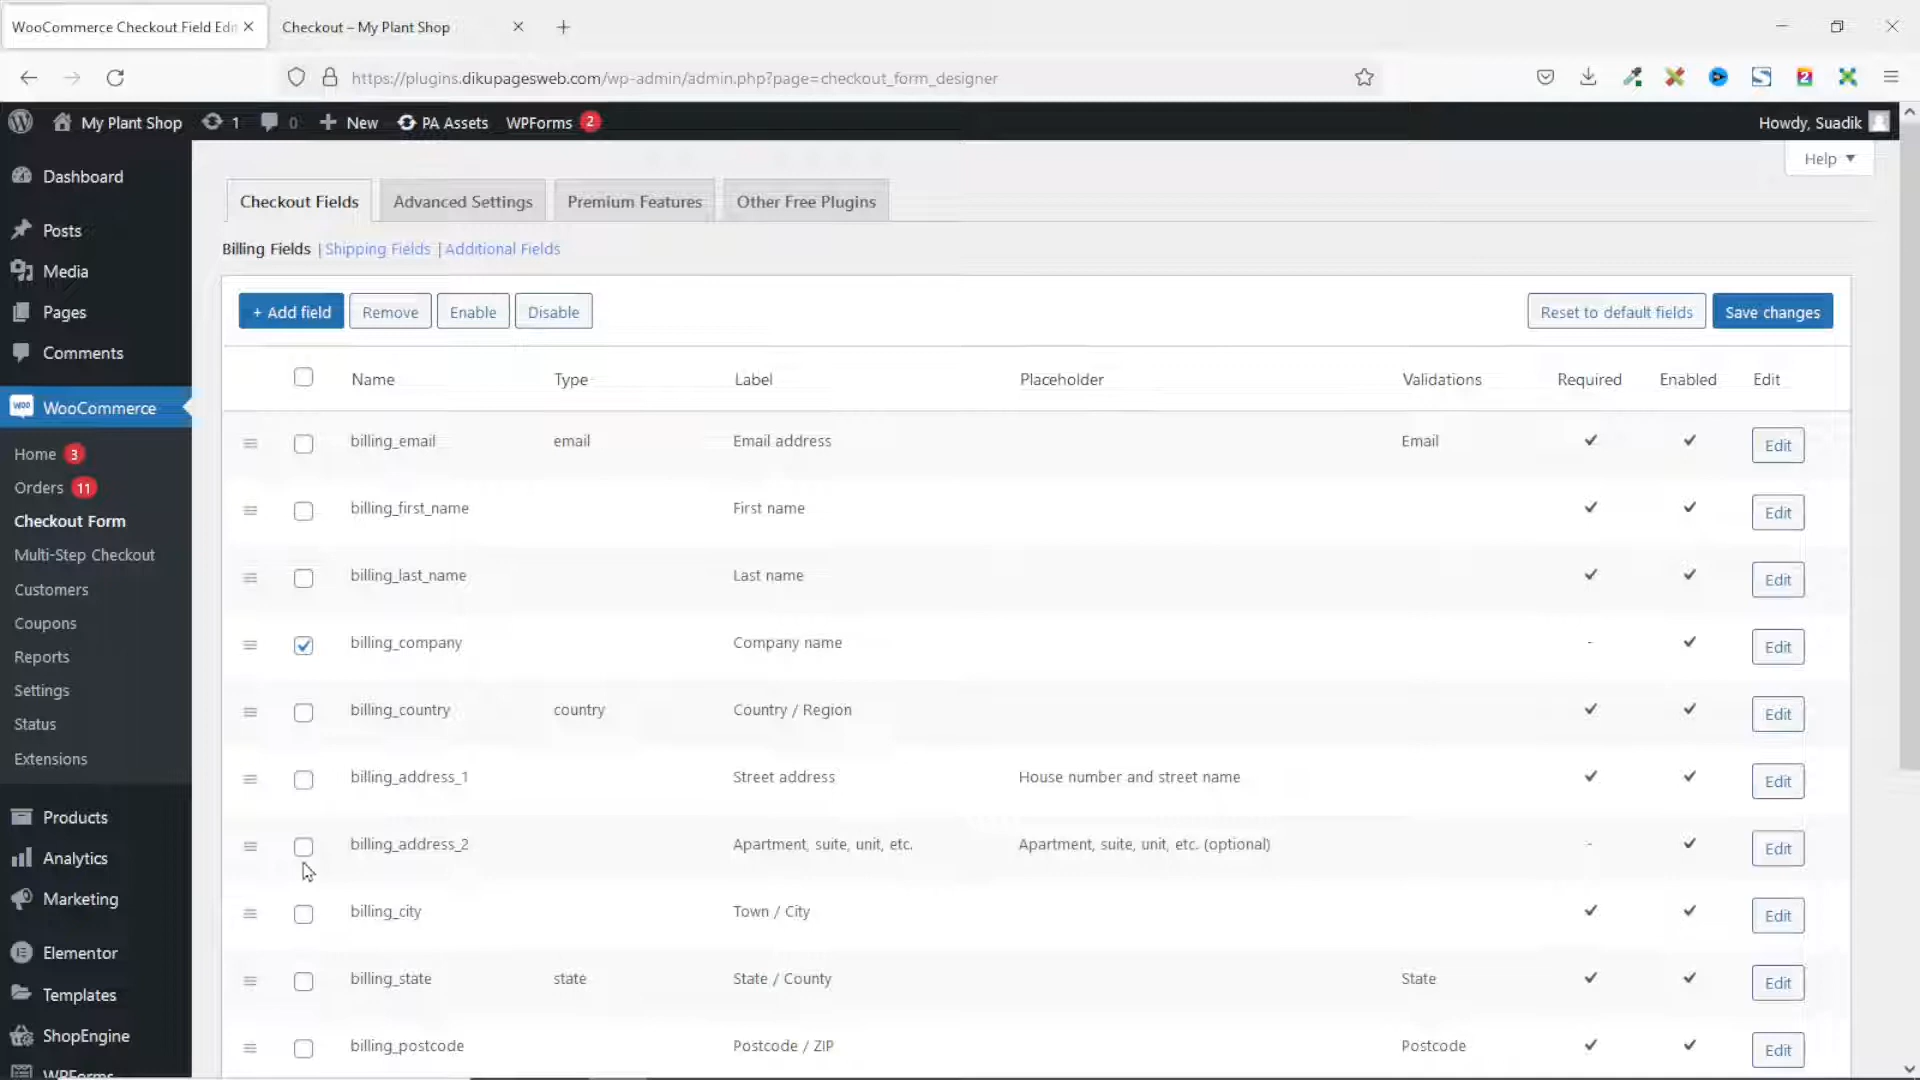 WooCommerce Checkout Field Edi
Checkout – My Plant Shop
https://plugins.dikupagesweb.com/wp-admin/admin.php?page=checkout_form_designer
My Plant Shop 1 0 New PA Assets WPForms 2
Howdy, Suadik
Help
Dashboard
Posts
Media
Pages
Comments
WooCommerce
Home 3
Orders 11
Checkout Form
Multi-Step Checkout
Customers
Coupons
Reports
Settings
Status
Extensions
Products
Analytics
Marketing
Elementor
Templates
ShopEngine
WPForms
Checkout Fields Advanced Settings Premium Features Other Free Plugins
Billing Fields | Shipping Fields | Additional Fields
+ Add field Remove Enable Disable Reset to default fields Save changes
Name Type Label Placeholder Validations Required Enabled Edit
billing_email email Email address Email Edit
billing_first_name First name Edit
billing_last_name Last name Edit
billing_company Company name - Edit
billing_country country Country / Region Edit
billing_address_1 Street address House number and street name Edit
billing_address_2 Apartment, suite, unit, etc. Apartment, suite, unit, etc. (optional) - Edit
billing_city Town / City Edit
billing_state state State / County State Edit
billing_postcode Postcode / ZIP Postcode Edit